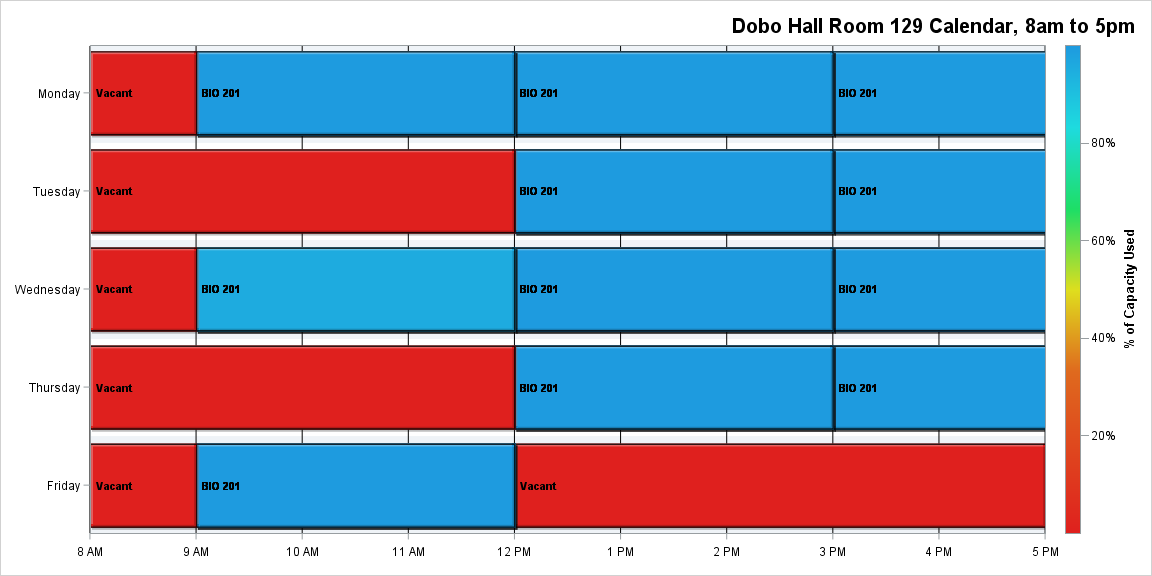 Dobo Hall Room 129 Calendar, 8am to 5pm
Monday Vacant BIO 201 BIO 201 BIO 201
Tuesday Vacant BIO 201 BIO 201
Wednesday Vacant BIO 201 BIO 201 BIO 201
Thursday Vacant BIO 201 BIO 201
Friday Vacant BIO 201 Vacant
8 AM 9 AM 10 AM 11 AM 12 PM 1 PM 2 PM 3 PM 4 PM 5 PM
80%
60%
40%
20%
% of Capacity Used